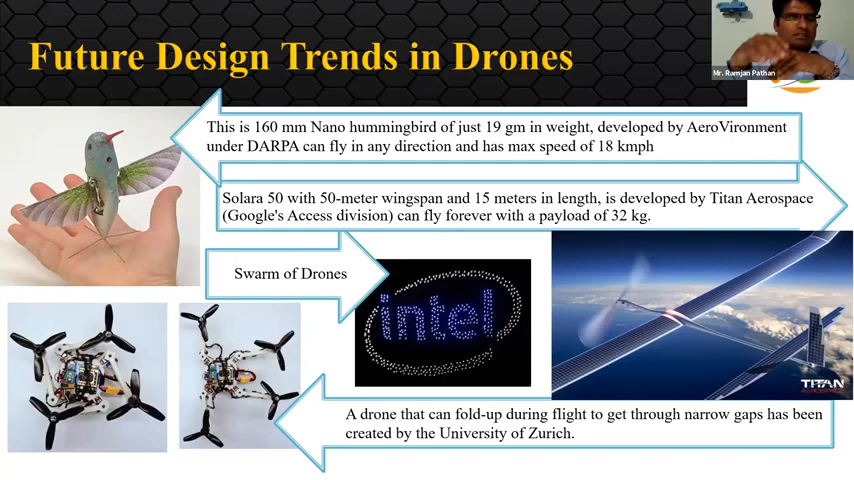 Future Design Trends in Drones
Mr. Ramjan Pathan
This is 160 mm Nano hummingbird of just 19 gm in weight, developed by AeroVironment
under DARPA can fly in any direction and has max speed of 18 kmph
Solara 50 with 50-meter wingspan and 15 meters in length, is developed by Titan Aerospace
(Google's Access division) can fly forever with a payload of 32 kg.
Swarm of Drones
intel
TITAN
AEROSPACE
A drone that can fold-up during flight to get through narrow gaps has been
created by the University of Zurich.